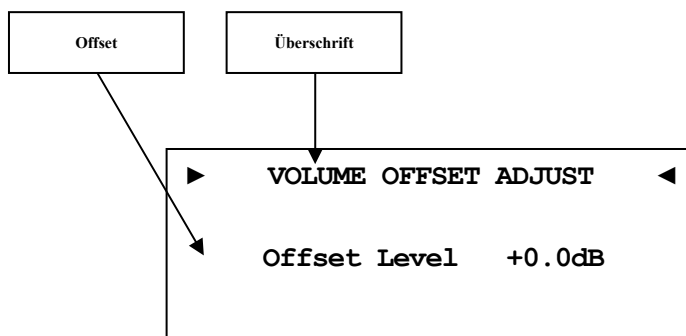 Offset Überschrift
► VOLUME OFFSET ADJUST ◄
Offset Level +0.0dB